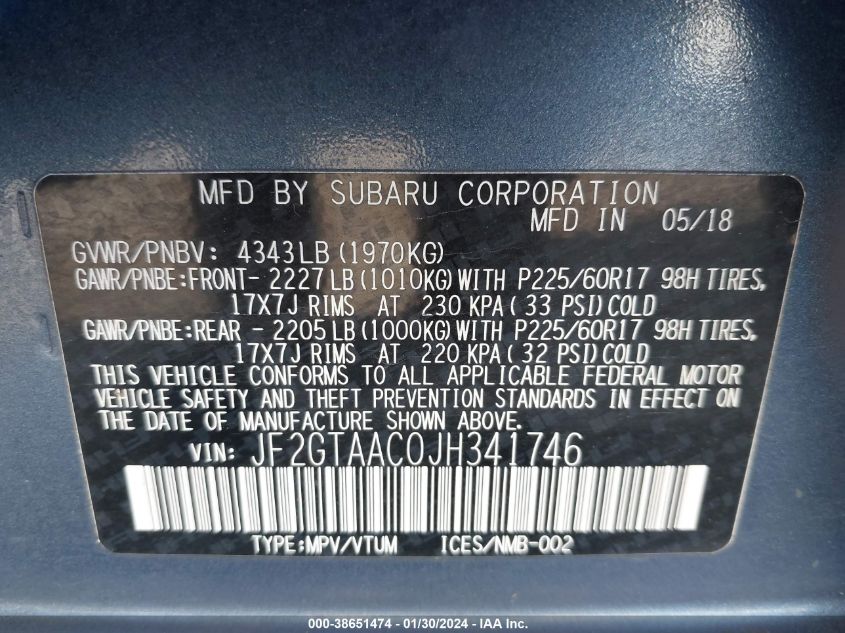 MFD BY SUBARU CORPORATION
MFD IN 05/18
GVWR/PNBV: 4343LB (1970KG)
GAWR/PNBE:FRONT- 2227LB(1010KG)WITH P225/60R17 98H TIRES,
17X7J RIMS AT 230 KPA( 33 PSI)COLD
GAWR/PNBE:REAR - 2205LB(1000KG)WITH P225/60R17 98H TIRES,
17X7J RIMS AT 220 KPA( 32 PSI)COLD
THIS VEHICLE CONFORMS TO ALL APPLICABLE FEDERAL MOTOR
VEHICLE SAFETY AND THEFT PREVENTION STANDARDS IN EFFECT ON
THE DATE OF MANUFACTURE SHOWN ABOVE.
VIN: JF2GTAAC0JH341746
TYPE:MPV/VTUM ICES/NMB-002
000-38651474 - 01/30/2024 - IAA Inc.